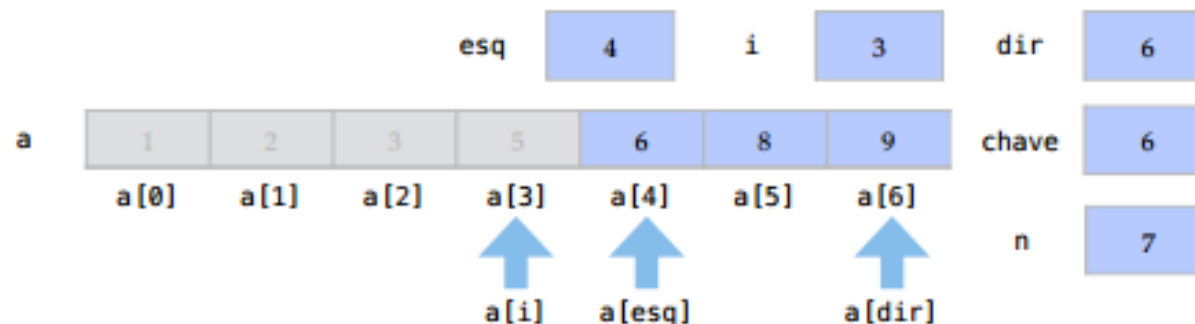 esq 4 i 3 dir 6
a 1 2 3 5 6 8 9 chave 6
a[0] a[1] a[2] a[3] a[4] a[5] a[6]
n 7
a[i] a[esq] a[dir]